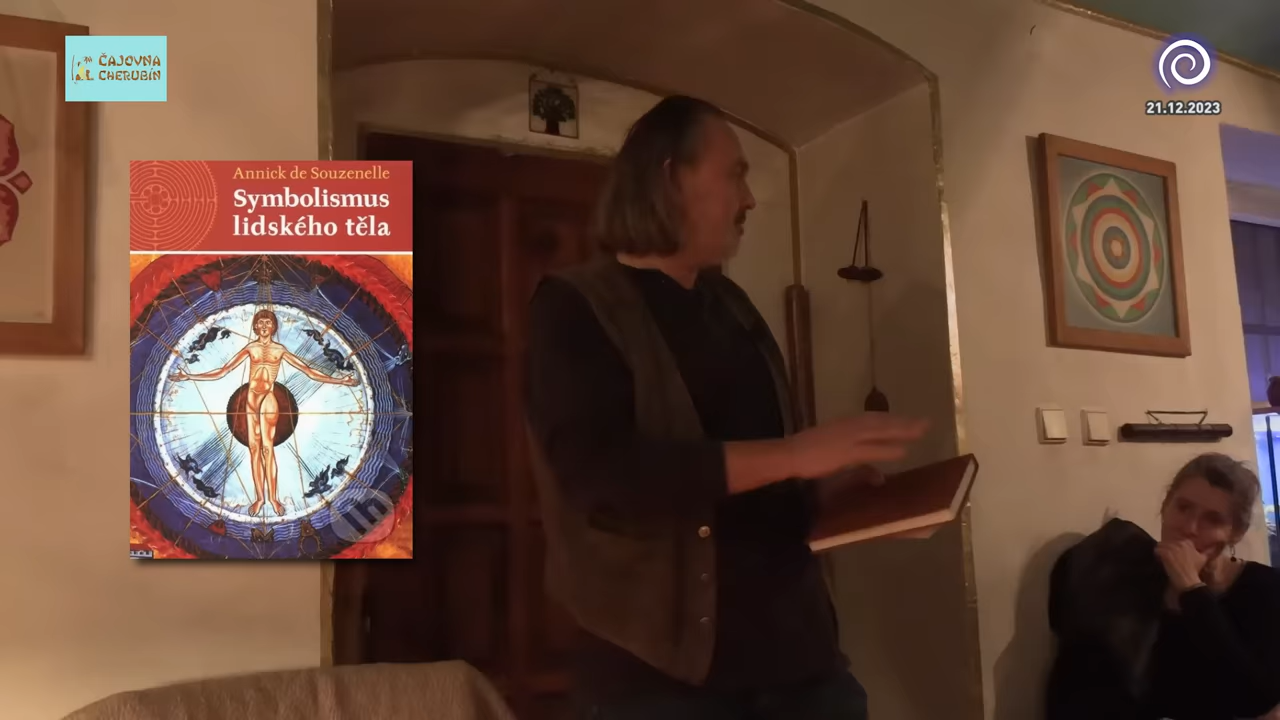 ČAJOVNA
CHERUBÍN
21.12.2023
Annick de Souzenelle
Symbolismus
lidského těla